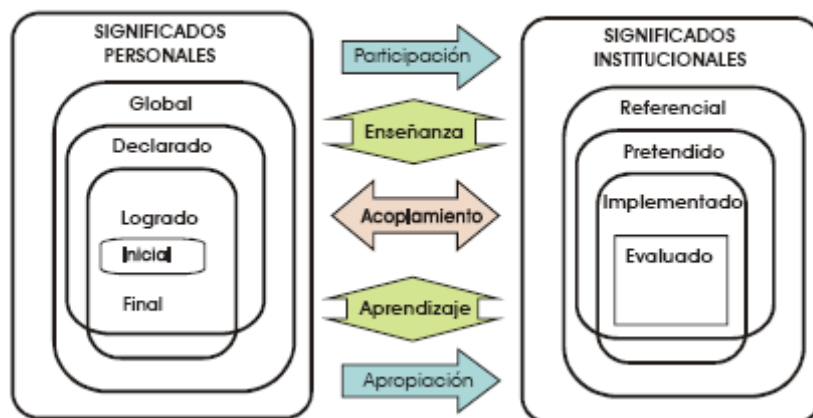 SIGNIFICADOS
PERSONALES
Global
Declarado
Logrado
Inicial
Final
Participación
Enseñanza
Acoplamiento
Aprendizaje
Apropiación
SIGNIFICADOS
INSTITUCIONALES
Referencial
Pretendido
Implementado
Evaluado